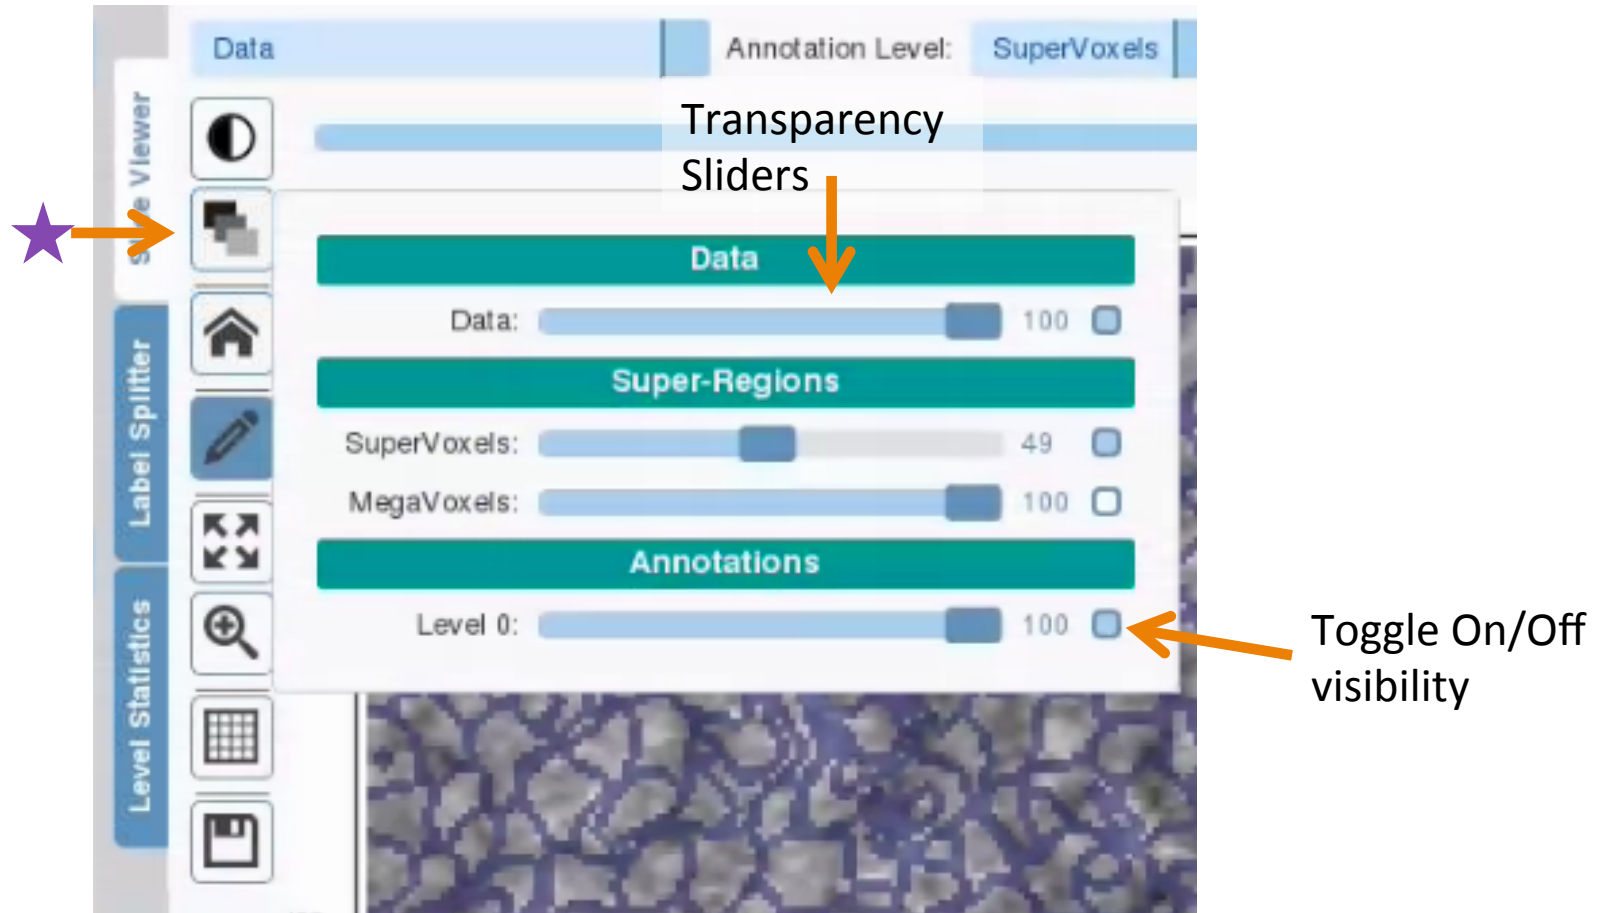 Data
Annotation Level:
SuperVoxels
Transparency
Sliders
Slice Viewer
Label Splitter
Level Statistics
Data
Data:
100
Super-Regions
SuperVoxels:
49
MegaVoxels:
100
Annotations
Level 0:
100
Toggle On/Off
visibility